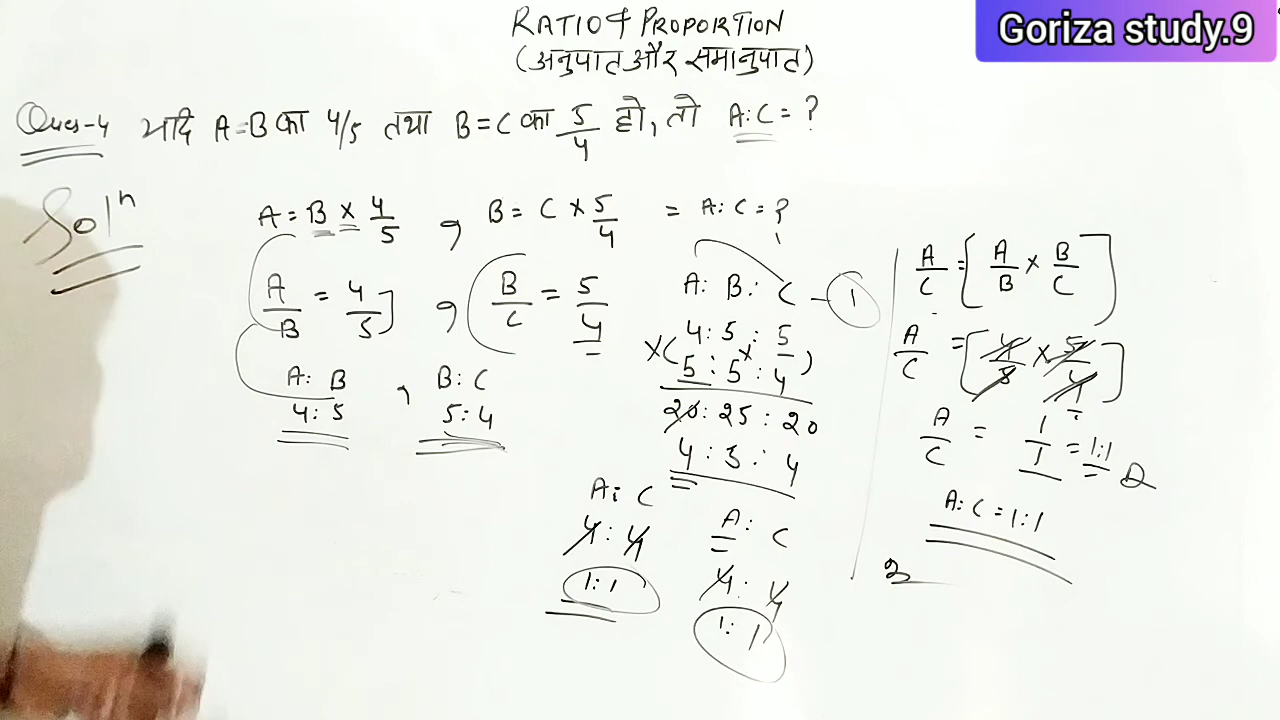 RATIO & PROPORTION
(अनुपात और समानुपात)
Goriza study.9
Ques-4 यदि A=B का 4/5 तथा B=C का 5/4 हो, तो A:C=?
Solⁿ
A = B × 4/5 , B = C × 5/4 = A:C=?
A/B = 4/5 , B/C = 5/4
A: B , B:C
4:5 5:4
A: B: C - 1
4:5:5
×( × )
5:5:4
20:25:20
4:5:4
A: C
4:4
1:1
A: C
4:4
1:1
A/C = [A/B × B/C]
A/C = [4/5 × 5/4]
A/C = 1/1 = 1:1
A:C=1:1
2